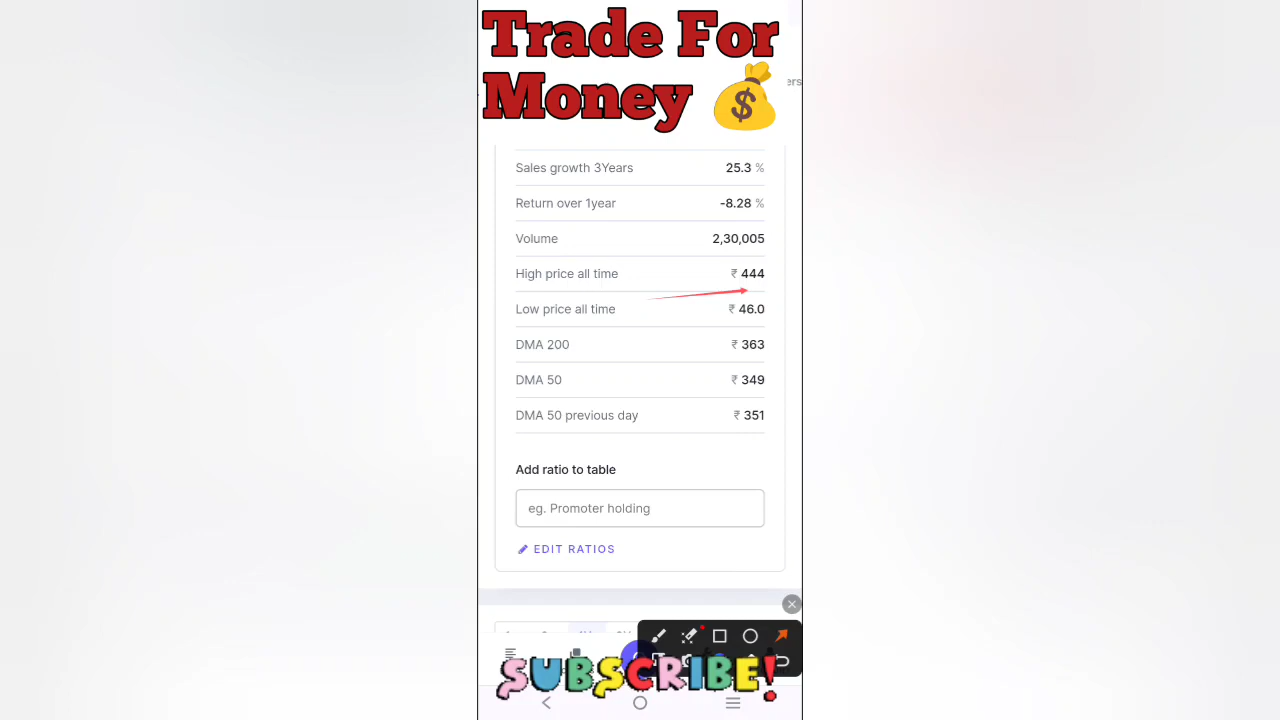 Trade For
Money
ers
Sales growth 3Years 25.3 %
Return over 1year -8.28 %
Volume 2,30,005
High price all time ₹ 444
Low price all time ₹ 46.0
DMA 200 ₹ 363
DMA 50 ₹ 349
DMA 50 previous day ₹ 351
Add ratio to table
eg. Promoter holding
EDIT RATIOS
SUBSCRIBE!